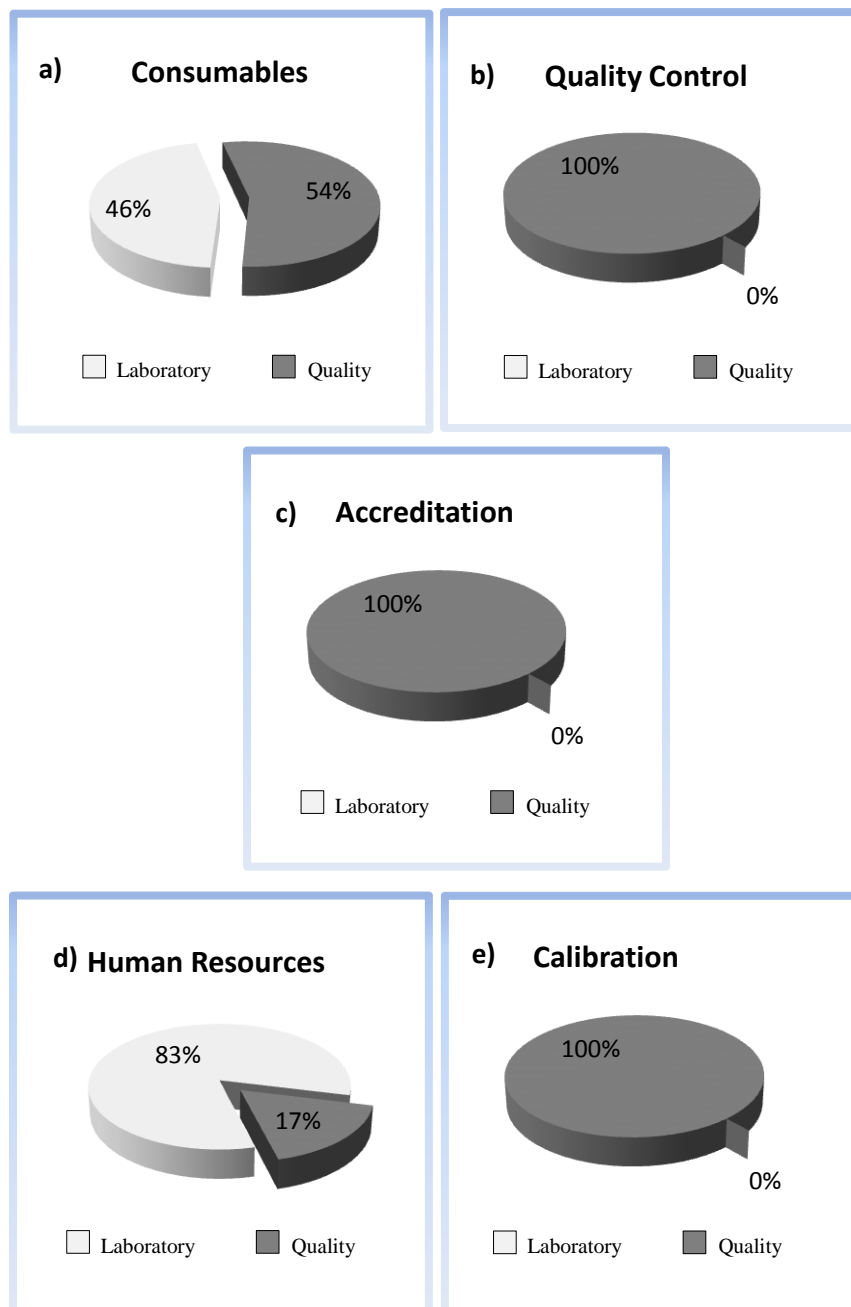 a) Consumables
46%
54%
Laboratory Quality
b) Quality Control
100%
0%
Laboratory Quality
c) Accreditation
100%
0%
Laboratory Quality
d) Human Resources
83%
17%
Laboratory Quality
e) Calibration
100%
0%
Laboratory Quality